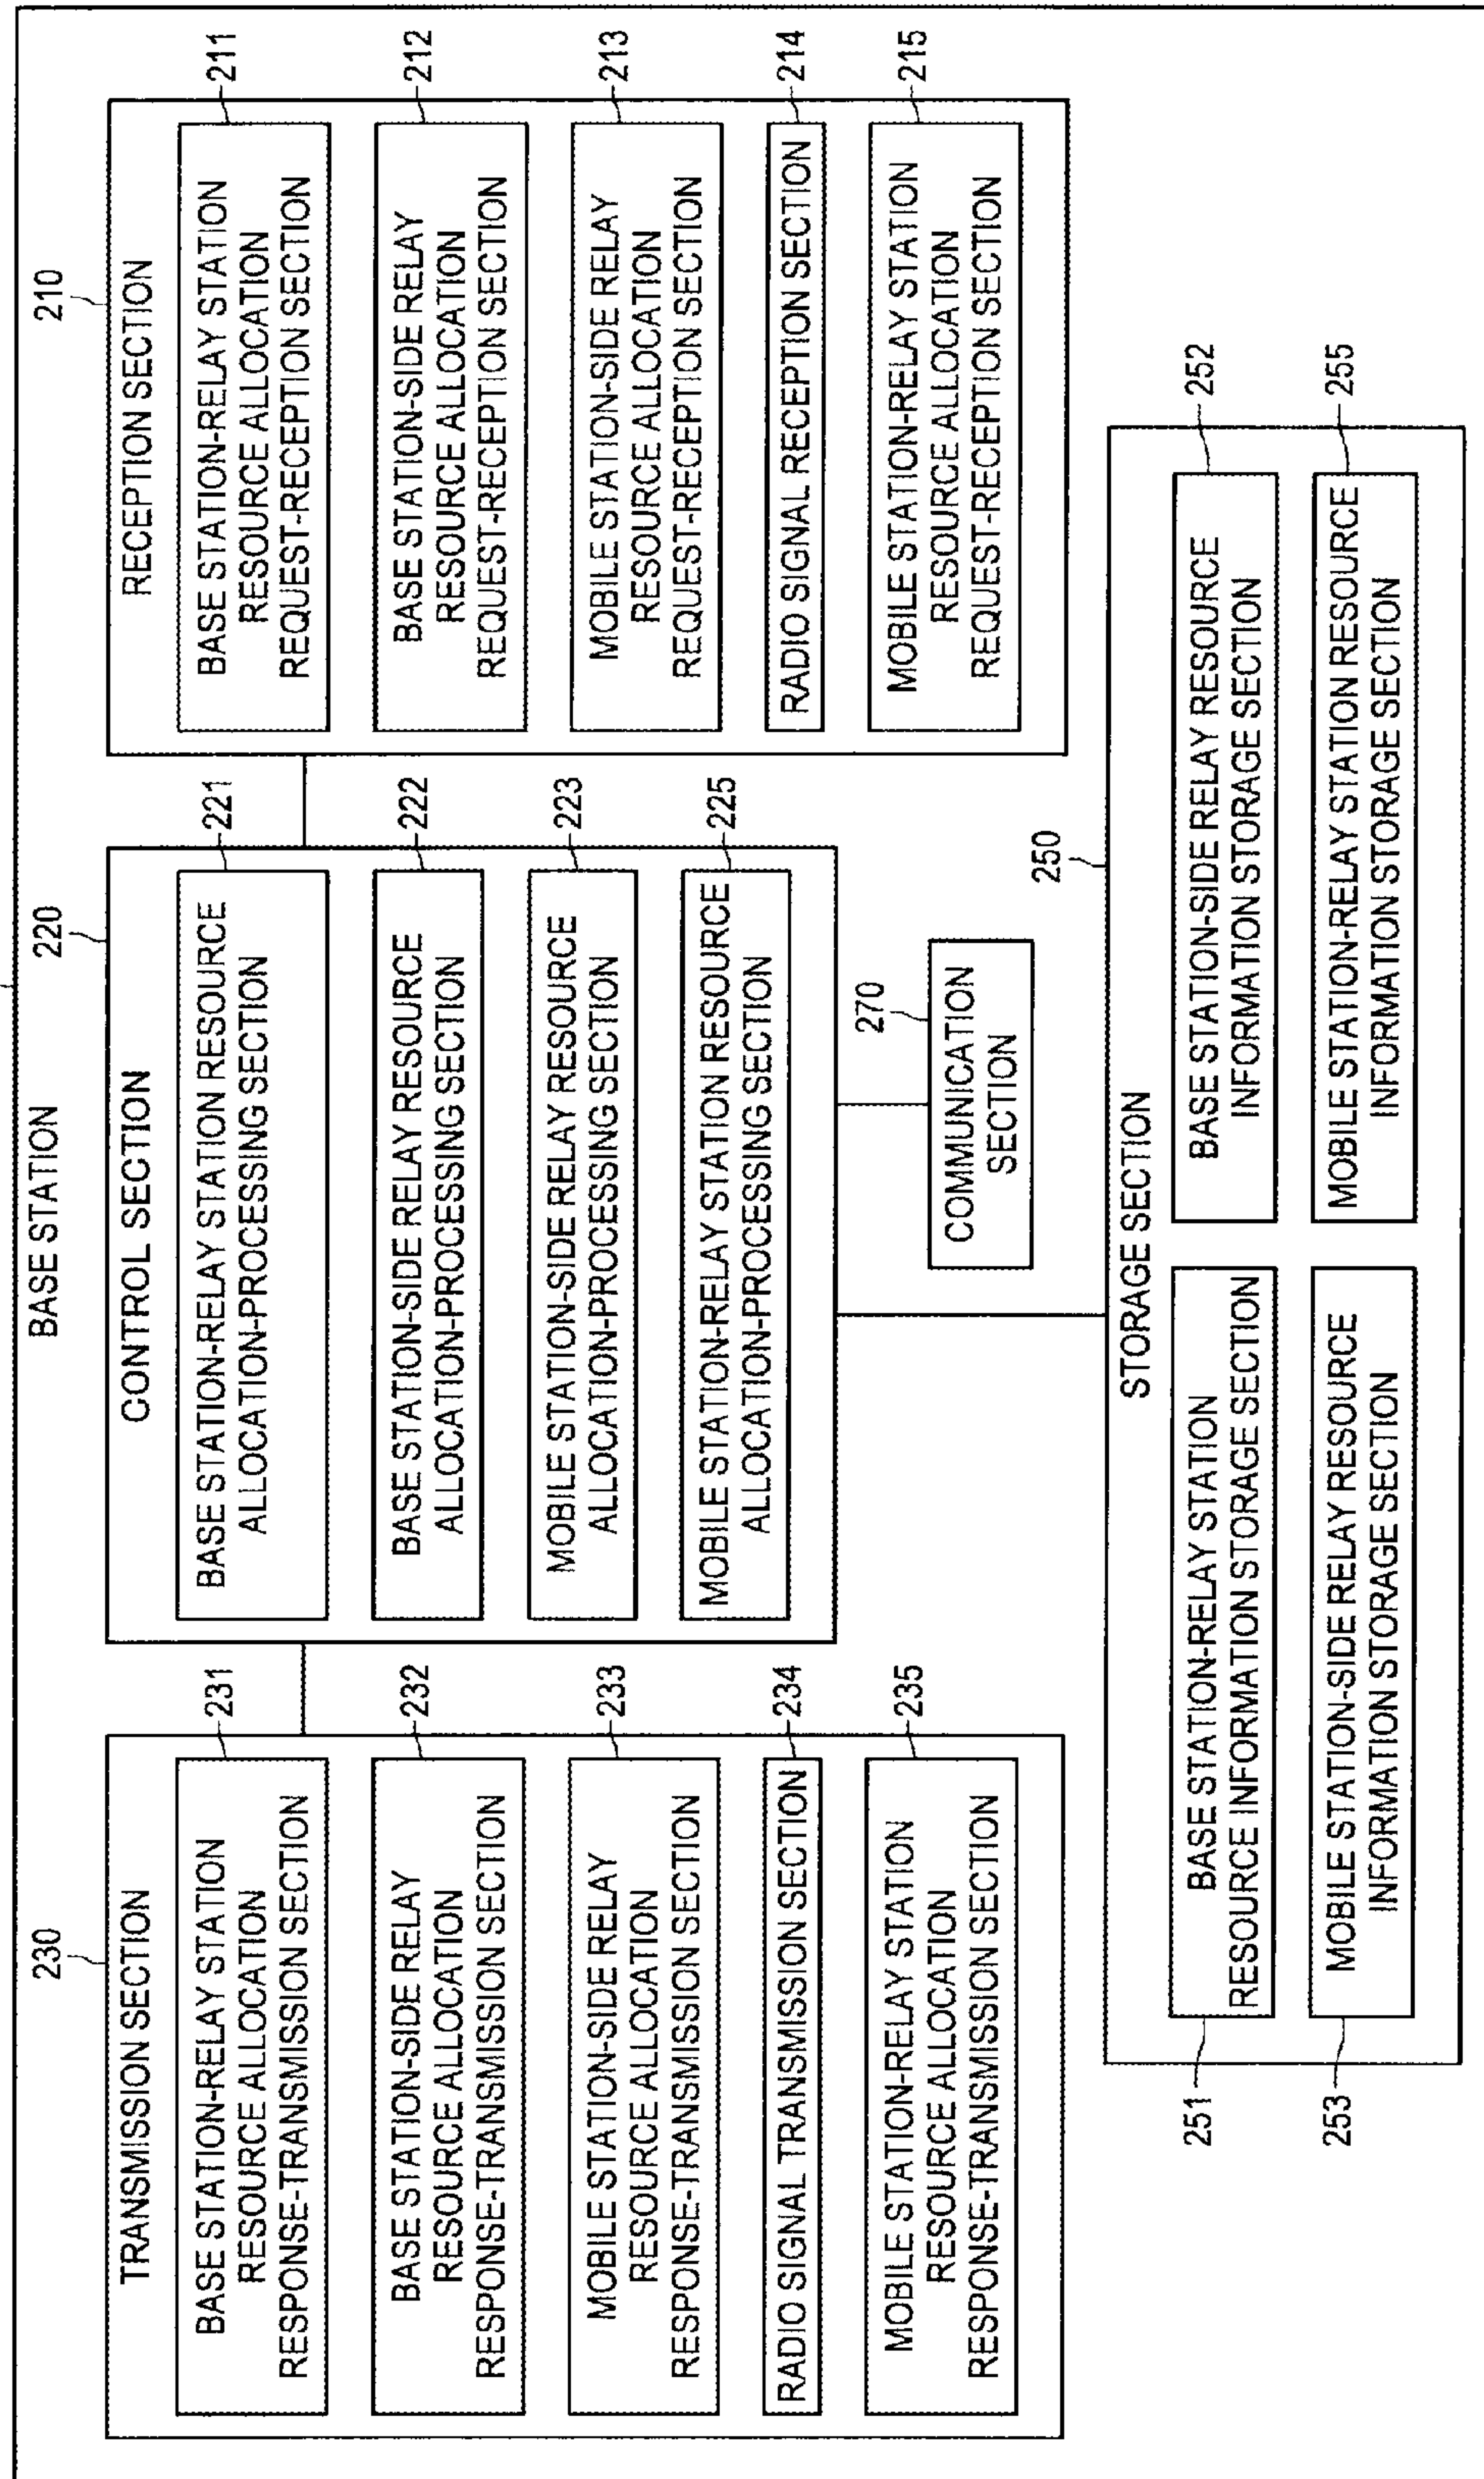 BASE STATION
230
TRANSMISSION SECTION
231
BASE STATION-RELAY STATION
RESOURCE ALLOCATION
RESPONSE-TRANSMISSION SECTION
232
BASE STATION-SIDE RELAY
RESOURCE ALLOCATION
RESPONSE-TRANSMISSION SECTION
233
MOBILE STATION-SIDE RELAY
RESOURCE ALLOCATION
RESPONSE-TRANSMISSION SECTION
234
RADIO SIGNAL TRANSMISSION SECTION
235
MOBILE STATION-RELAY STATION
RESOURCE ALLOCATION
RESPONSE-TRANSMISSION SECTION
220
CONTROL SECTION
221
BASE STATION-RELAY STATION RESOURCE
ALLOCATION-PROCESSING SECTION
222
BASE STATION-SIDE RELAY RESOURCE
ALLOCATION-PROCESSING SECTION
223
MOBILE STATION-SIDE RELAY RESOURCE
ALLOCATION-PROCESSING SECTION
225
MOBILE STATION-RELAY STATION RESOURCE
ALLOCATION-PROCESSING SECTION
210
RECEPTION SECTION
211
BASE STATION-RELAY STATION
RESOURCE ALLOCATION
REQUEST-RECEPTION SECTION
212
BASE STATION-SIDE RELAY
RESOURCE ALLOCATION
REQUEST-RECEPTION SECTION
213
MOBILE STATION-SIDE RELAY
RESOURCE ALLOCATION
REQUEST-RECEPTION SECTION
214
RADIO SIGNAL RECEPTION SECTION
215
MOBILE STATION-RELAY STATION
RESOURCE ALLOCATION
REQUEST-RECEPTION SECTION
270
COMMUNICATION
SECTION
250
STORAGE SECTION
251
BASE STATION-RELAY STATION
RESOURCE INFORMATION STORAGE SECTION
252
BASE STATION-SIDE RELAY RESOURCE
INFORMATION STORAGE SECTION
253
MOBILE STATION-SIDE RELAY RESOURCE
INFORMATION STORAGE SECTION
255
MOBILE STATION-RELAY STATION RESOURCE
INFORMATION STORAGE SECTION